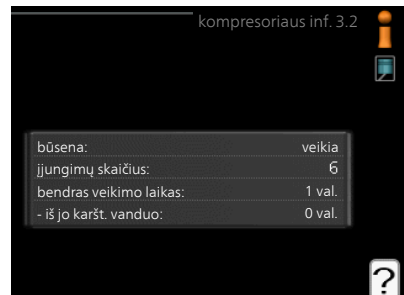 kompresoriaus inf. 3.2
būsena: veikia
įjungimų skaičius: 6
bendras veikimo laikas: 1 val.
- iš jo karšt. vanduo: 0 val.
?